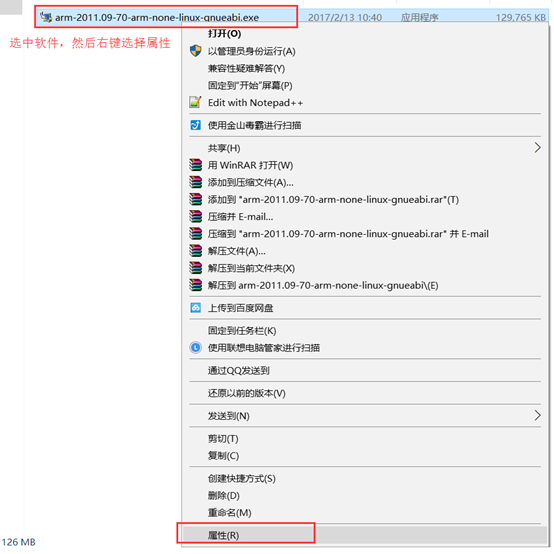 arm-2011.09-70-arm-none-linux-gnueabi.exe 2017/2/13 10:40 应用程序 129,765 KB
选中软件，然后右键选择属性
打开(O)
以管理员身份运行(A)
兼容性疑难解答(Y)
固定到"开始"屏幕(P)
Edit with Notepad++
使用金山毒霸进行扫描
共享(H)
用 WinRAR 打开(W)
添加到压缩文件(A)...
添加到 "arm-2011.09-70-arm-none-linux-gnueabi.rar"(T)
压缩并 E-mail...
压缩到 "arm-2011.09-70-arm-none-linux-gnueabi.rar" 并 E-mail
解压文件(A)...
解压到当前文件夹(X)
解压到 arm-2011.09-70-arm-none-linux-gnueabi\(E)
上传到百度网盘
固定到任务栏(K)
使用联想电脑管家进行扫描
通过QQ发送到
还原以前的版本(V)
发送到(N)
剪切(T)
复制(C)
创建快捷方式(S)
删除(D)
重命名(M)
属性(R)
126 MB